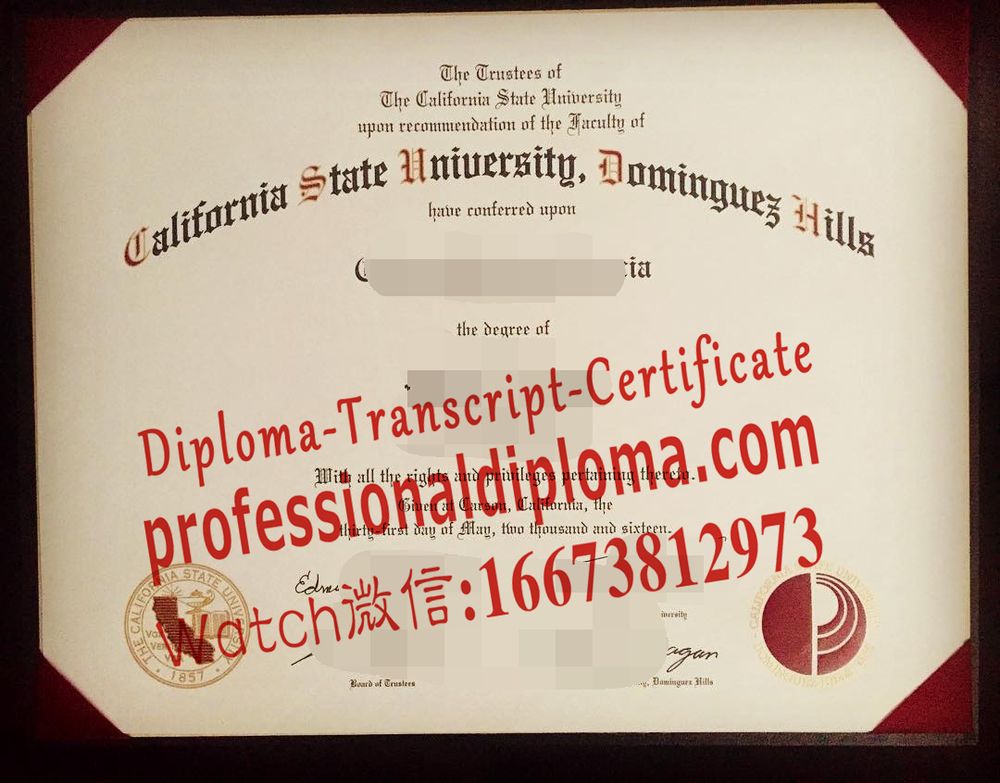 The Trustees of
The California State University
upon recommendation of the Faculty of
California State University, Dominguez Hills
have conferred upon
the degree of
Diploma-Transcript-Certificate
With all the rights and privileges pertaining thereto.
professionaldiploma.com
Given at Carson, California, the
thirty-first day of May, two thousand and sixteen.
Watch微信:16673812973
THE CALIFORNIA STATE UNIVERSITY
1857
Board of Trustees
Dominguez Hills